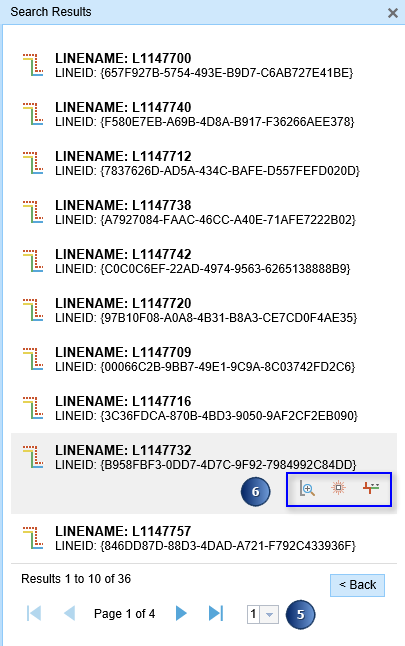 Search Results
LINENAME: L1147700
LINEID: {657F927B-5754-493E-B9D7-C6AB727E41BE}
LINENAME: L1147740
LINEID: {F580E7EB-A69B-4D8A-B917-F36266AEE378}
LINENAME: L1147712
LINEID: {7837626D-AD5A-434C-BAFE-D557FEFD020D}
LINENAME: L1147738
LINEID: {A7927084-FAAC-46CC-A40E-71AFE7222B02}
LINENAME: L1147742
LINEID: {C0C0C6EF-22AD-4974-9563-6265138888B9}
LINENAME: L1147720
LINEID: {97B10F08-A0A8-4B31-B8A3-CE7CD0F4AE35}
LINENAME: L1147709
LINEID: {00066C2B-9BB7-49E1-9C9A-8C03742FD2C6}
LINENAME: L1147716
LINEID: {3C36FDCA-870B-4BD3-9050-9AF2CF2EB090}
LINENAME: L1147732
LINEID: {B958FBF3-0DD7-4D7C-9F92-7984992C84DD}
6
LINENAME: L1147757
LINEID: {846DD87D-88D3-4DAD-A721-F792C433936F}
Results 1 to 10 of 36
< Back
Page 1 of 4 1 5